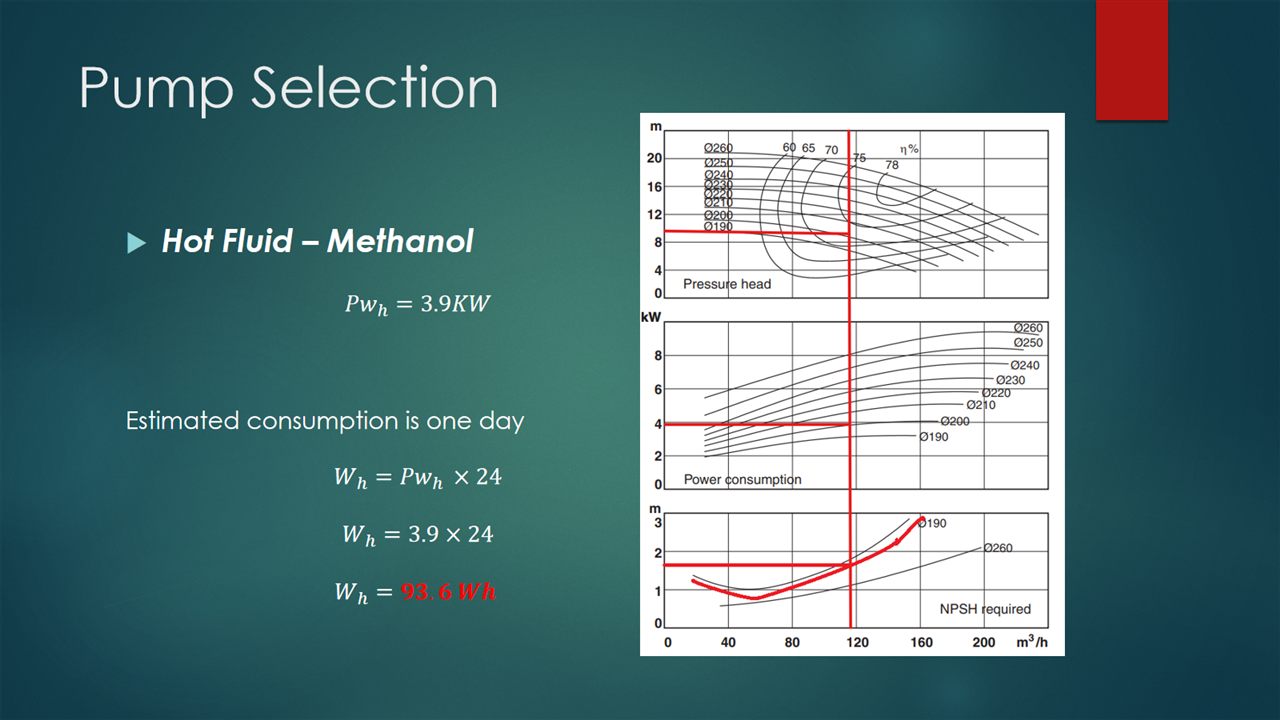 Pump Selection
Hot Fluid – Methanol
Pw_h = 3.9KW
Estimated consumption is one day
W_h = Pw_h × 24
W_h = 3.9 × 24
W_h = 93.6 Wh
m
60 65 70 75 78 η%
Ø260
Ø250
Ø240
Ø230
Ø220
Ø210
Ø200
Ø190
20
16
12
8
4
0
Pressure head
kW
Ø260
Ø250
Ø240
Ø230
Ø220
Ø210
Ø200
Ø190
8
6
4
2
0
Power consumption
m
3
2
1
0
Ø190
Ø260
NPSH required
0 40 80 120 160 200 m³/h